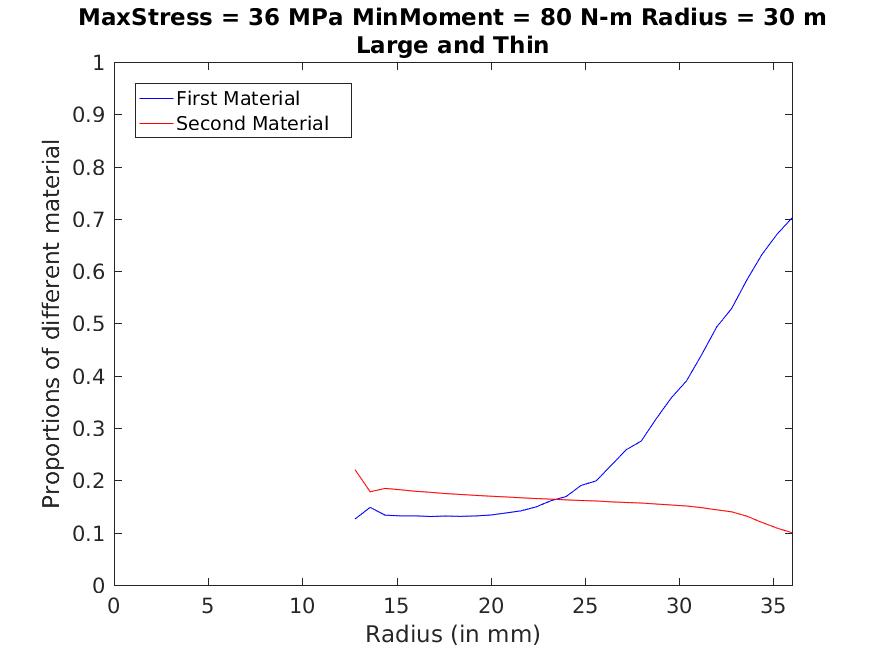 MaxStress = 36 MPa MinMoment = 80 N-m Radius = 30 m
Large and Thin
1
0.9
0.8
0.7
0.6
0.5
0.4
0.3
0.2
0.1
0
First Material
Second Material
Proportions of different material
0 5 10 15 20 25 30 35
Radius (in mm)